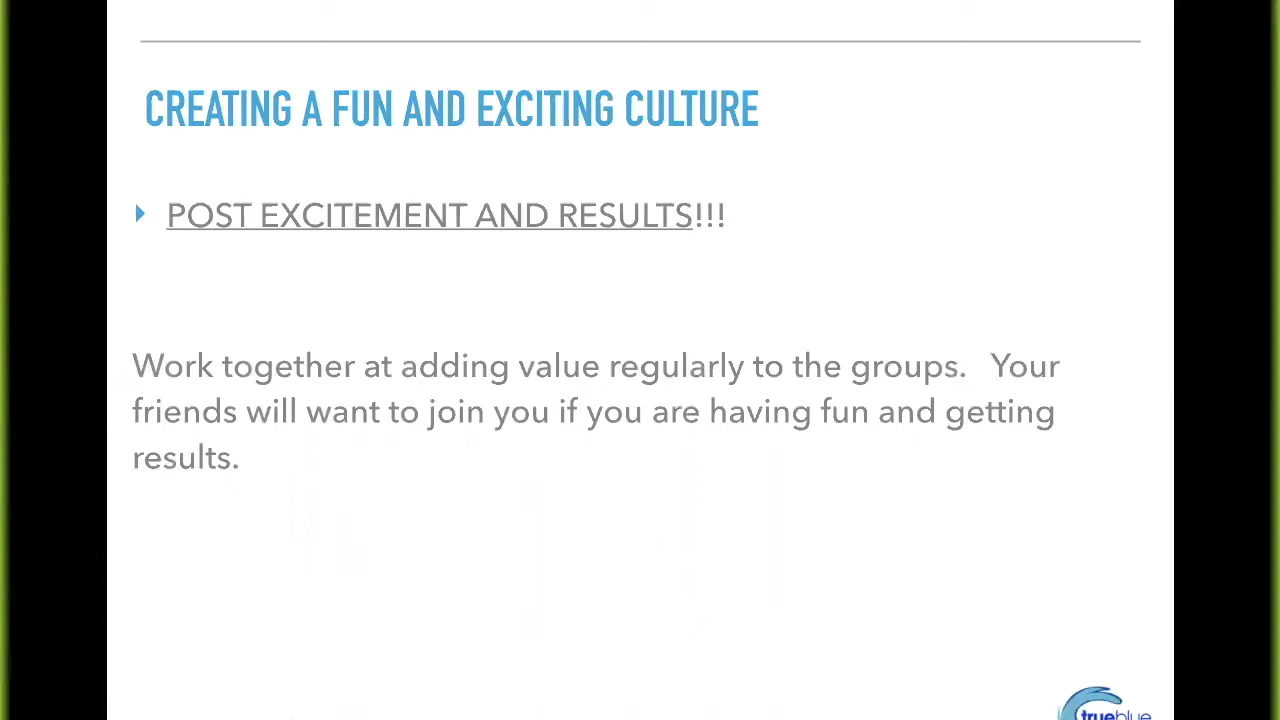 CREATING A FUN AND EXCITING CULTURE
POST EXCITEMENT AND RESULTS!!!
Work together at adding value regularly to the groups.   Your
friends will want to join you if you are having fun and getting
results.
trueblue